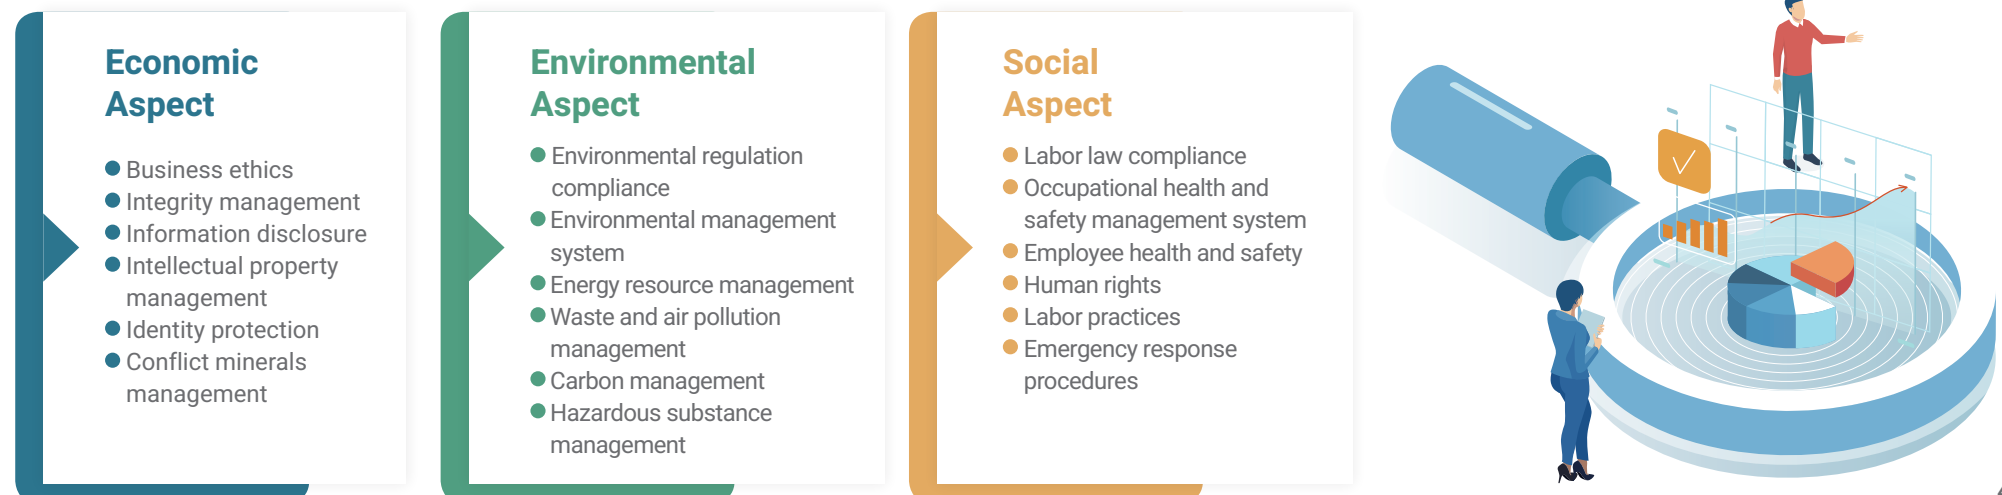 Economic
Aspect
● Business ethics
● Integrity management
● Information disclosure
● Intellectual property
management
● Identity protection
● Conflict minerals
management
Environmental
Aspect
● Environmental regulation
compliance
● Environmental management
system
● Energy resource management
● Waste and air pollution
management
● Carbon management
● Hazardous substance
management
Social
Aspect
● Labor law compliance
● Occupational health and
safety management system
● Employee health and safety
● Human rights
● Labor practices
● Emergency response
procedures